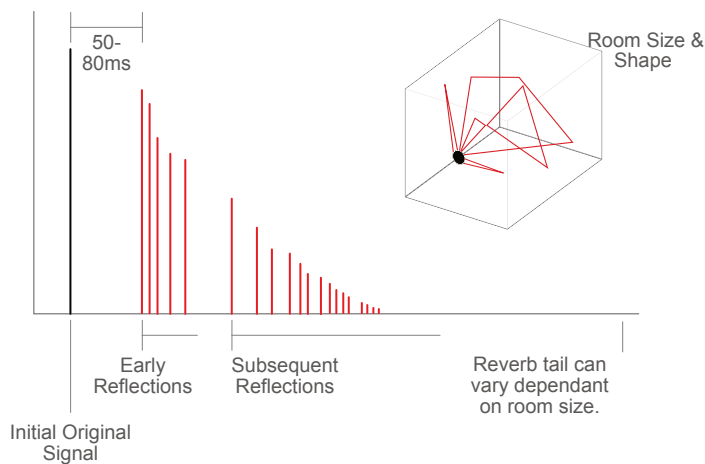 50-
80ms
Room Size &
Shape
Early
Reflections
Subsequent
Reflections
Reverb tail can
vary dependant
on room size.
Initial Original
Signal